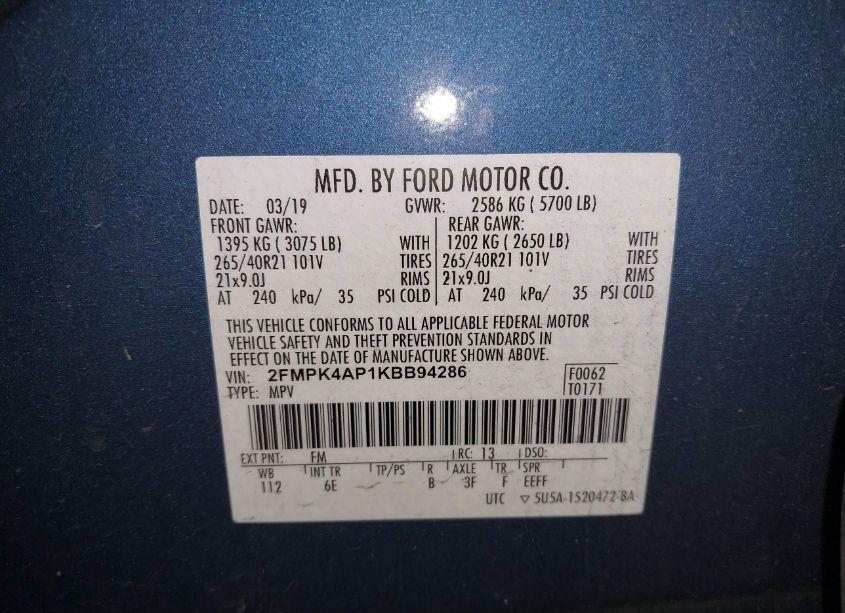 MFD. BY FORD MOTOR CO.
DATE: 03/19 GVWR: 2586 KG ( 5700 LB)
FRONT GAWR: REAR GAWR:
1395 KG ( 3075 LB) WITH 1202 KG ( 2650 LB) WITH
265/40R21 101V TIRES 265/40R21 101V TIRES
21x9.0J RIMS 21x9.0J RIMS
AT 240 kPa/ 35 PSI COLD AT 240 kPa/ 35 PSI COLD
THIS VEHICLE CONFORMS TO ALL APPLICABLE FEDERAL MOTOR
VEHICLE SAFETY AND THEFT PREVENTION STANDARDS IN
EFFECT ON THE DATE OF MANUFACTURE SHOWN ABOVE.
VIN: 2FMPK4AP1KBB94286 F0062
TYPE: MPV T0171
EXT PNT: FM RC: 13 DSO:
WB INT TR TP/PS R AXLE TR SPR
112 6E B 3F F EEFF
UTC ▽ 5U5A-1520472-BA